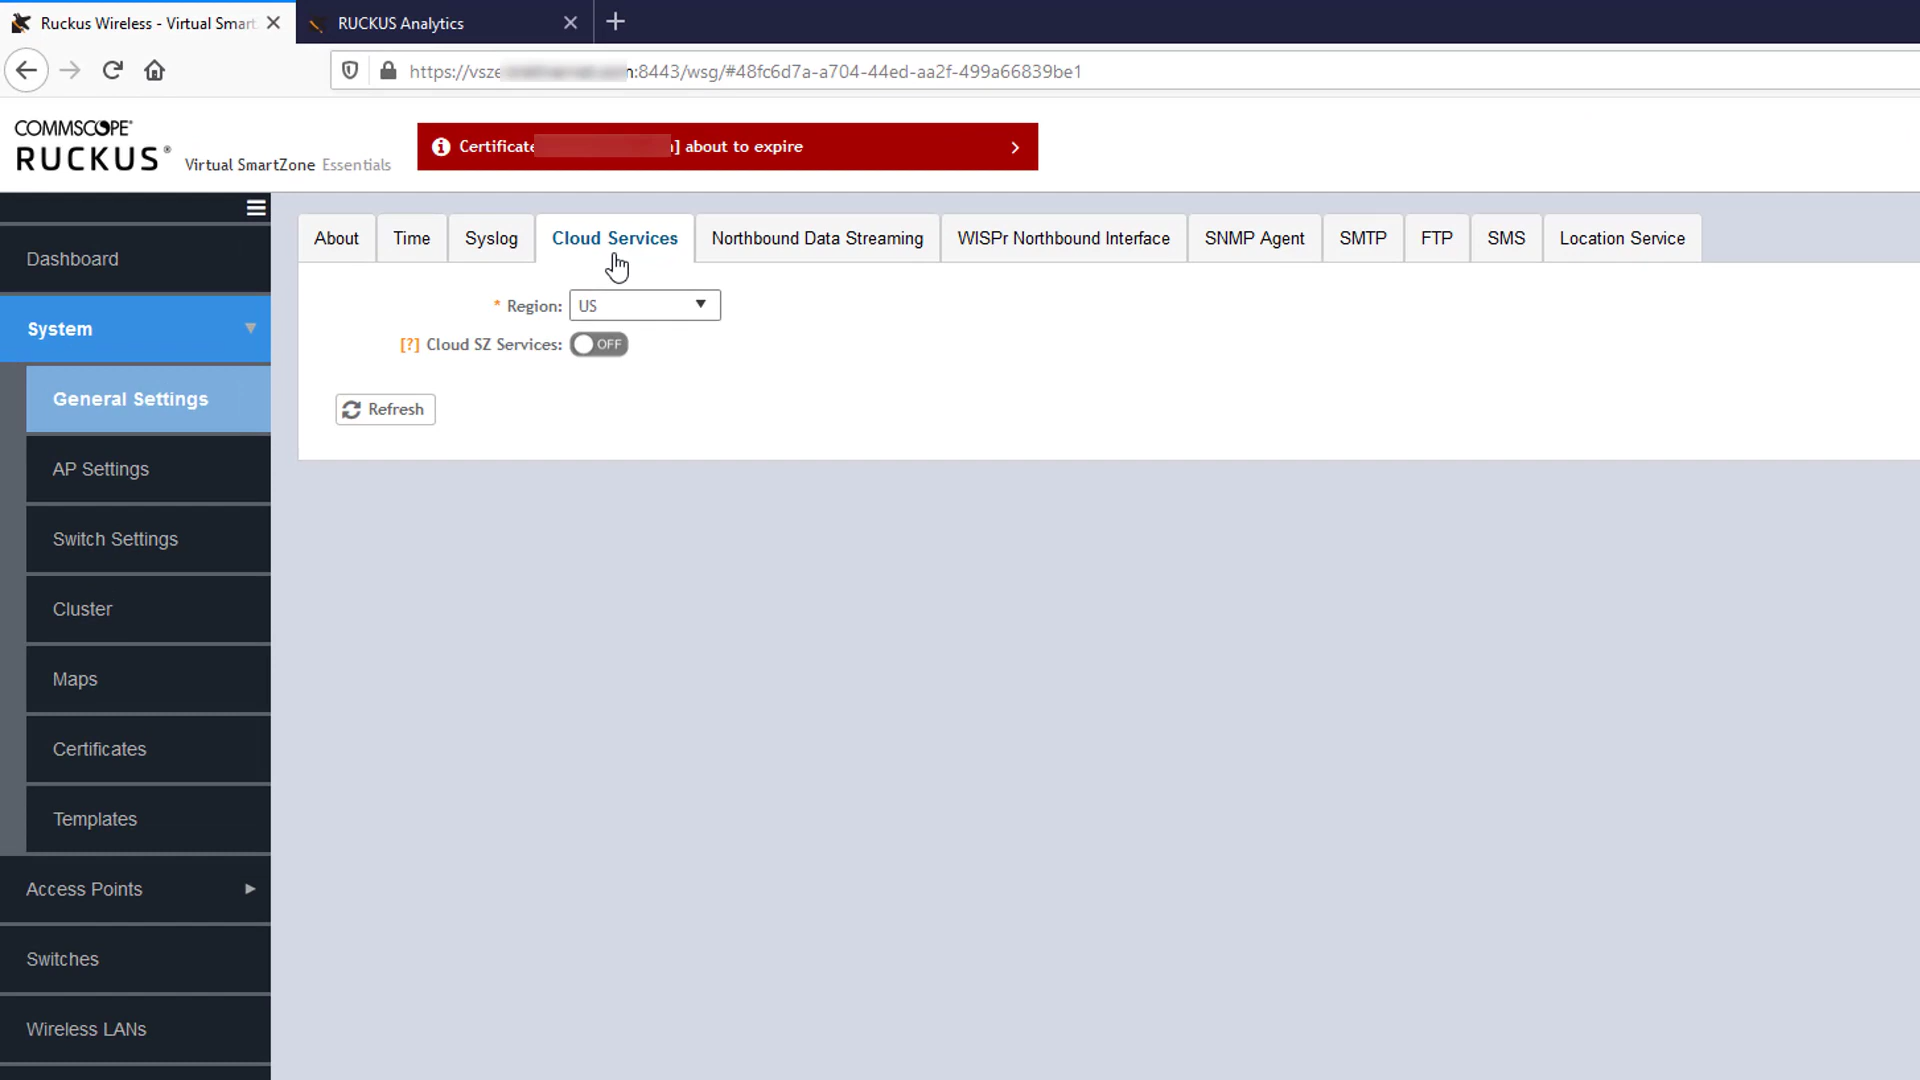 Ruckus Wireless - Virtual Smart
RUCKUS Analytics
https://vsz n:8443/wsg/#48fc6d7a-a704-44ed-aa2f-499a66839be1
COMMSCOPE®
RUCKUS® Virtual SmartZone Essentials
Certificate ] about to expire
About Time Syslog Cloud Services Northbound Data Streaming WISPr Northbound Interface SNMP Agent SMTP FTP SMS Location Service
Dashboard
System
General Settings
AP Settings
Switch Settings
Cluster
Maps
Certificates
Templates
Access Points
Switches
Wireless LANs
* Region: US
[?] Cloud SZ Services: OFF
Refresh